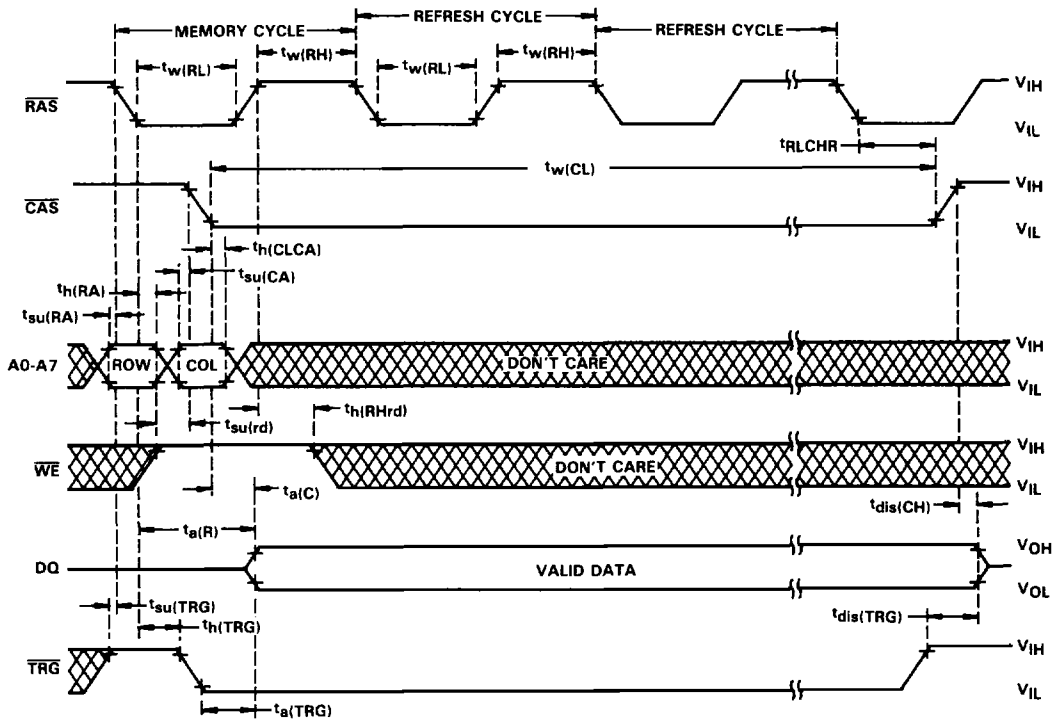 MEMORY CYCLE
REFRESH CYCLE
REFRESH CYCLE
tw(RL)
tw(RH)
tw(RL)
tw(RH)
RAS
VIH
VIL
tRLCHR
tw(CL)
CAS
VIH
VIL
th(CLCA)
tsu(CA)
th(RA)
tsu(RA)
A0-A7
ROW
COL
DON'T CARE
VIH
VIL
tsu(rd)
th(RHrd)
WE
DON'T CARE
VIH
VIL
ta(C)
tdis(CH)
ta(R)
DQ
VALID DATA
VOH
VOL
tsu(TRG)
th(TRG)
tdis(TRG)
TRG
VIH
VIL
ta(TRG)